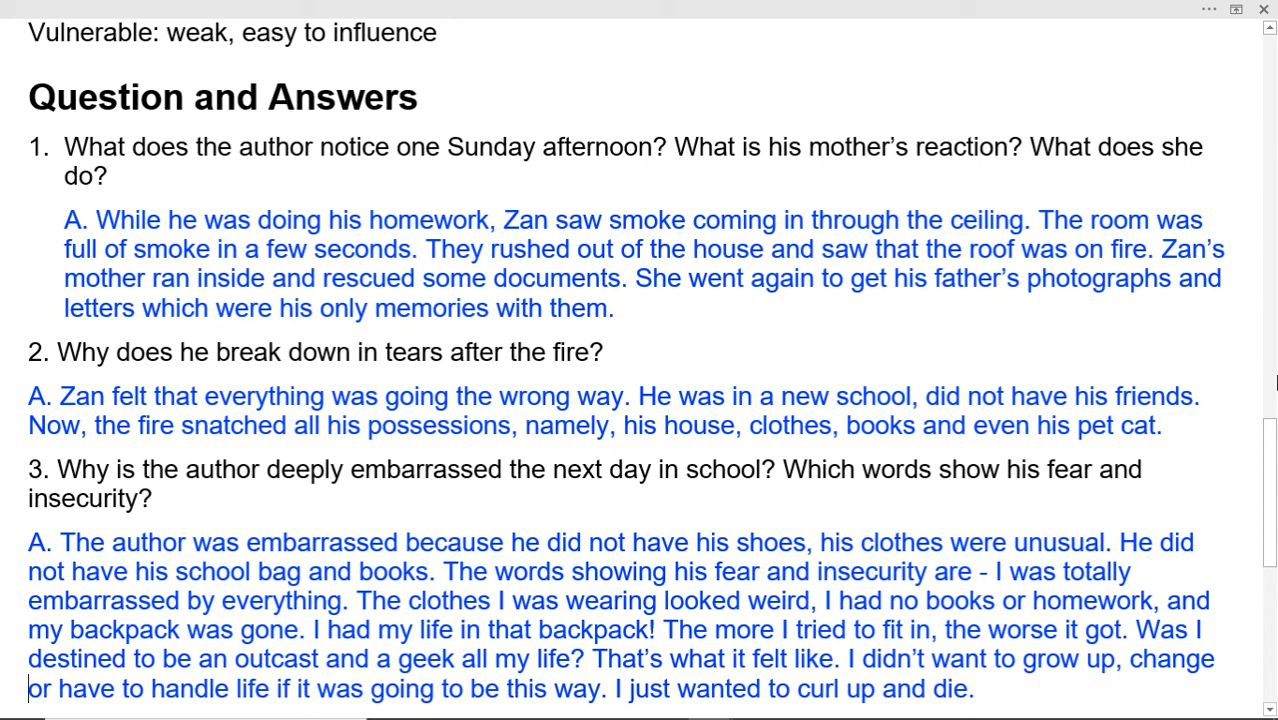 Vulnerable: weak, easy to influence
Question and Answers
1. What does the author notice one Sunday afternoon? What is his mother’s reaction? What does she
do?
A. While he was doing his homework, Zan saw smoke coming in through the ceiling. The room was
full of smoke in a few seconds. They rushed out of the house and saw that the roof was on fire. Zan’s
mother ran inside and rescued some documents. She went again to get his father’s photographs and
letters which were his only memories with them.
2. Why does he break down in tears after the fire?
A. Zan felt that everything was going the wrong way. He was in a new school, did not have his friends.
Now, the fire snatched all his possessions, namely, his house, clothes, books and even his pet cat.
3. Why is the author deeply embarrassed the next day in school? Which words show his fear and
insecurity?
A. The author was embarrassed because he did not have his shoes, his clothes were unusual. He did
not have his school bag and books. The words showing his fear and insecurity are - I was totally
embarrassed by everything. The clothes I was wearing looked weird, I had no books or homework, and
my backpack was gone. I had my life in that backpack! The more I tried to fit in, the worse it got. Was I
destined to be an outcast and a geek all my life? That’s what it felt like. I didn’t want to grow up, change
or have to handle life if it was going to be this way. I just wanted to curl up and die.